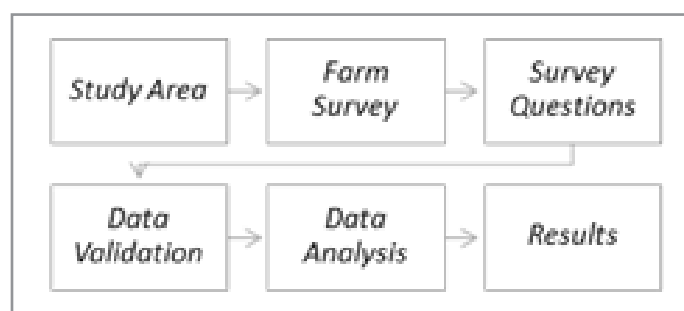 Study Area
Farm
Survey
Survey
Questions
Data
Validation
Data
Analysis
Results